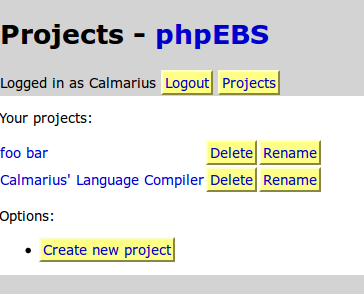 Projects - phpEBS
Logged in as Calmarius Logout Projects
Your projects:
foo bar Delete Rename
Calmarius' Language Compiler Delete Rename
Options:
Create new project